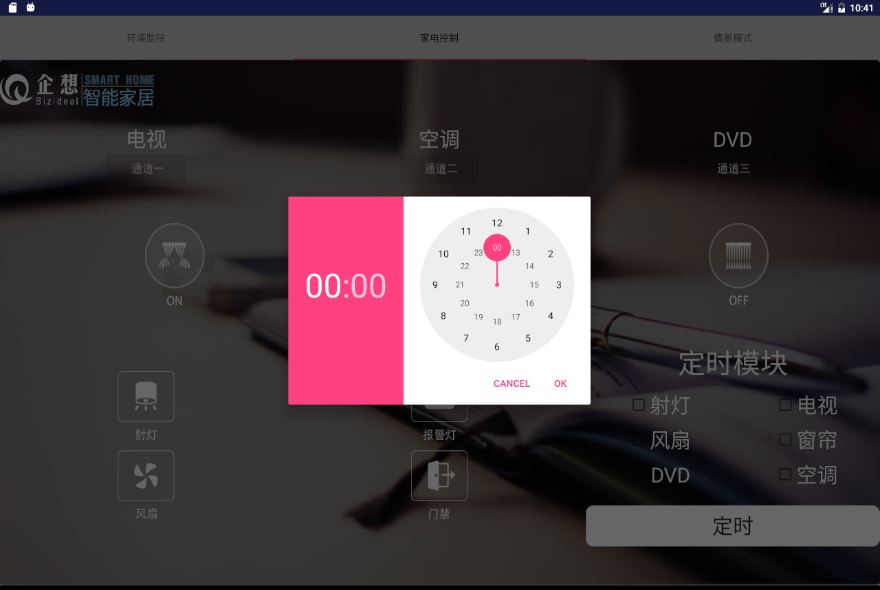 10:41
环境监控
家电控制
情景模式
企想 SMART HOME
Bizideal 智能家居
电视
空调
DVD
通道一
通道二
通道三
ON
OFF
00:00
12
11
1
00
23
13
10
2
22
14
9
21
15
3
20
16
8
4
19
17
18
7
5
6
CANCEL
OK
定时模块
射灯
电视
风扇
窗帘
DVD
空调
定时
射灯
报警灯
风扇
门禁